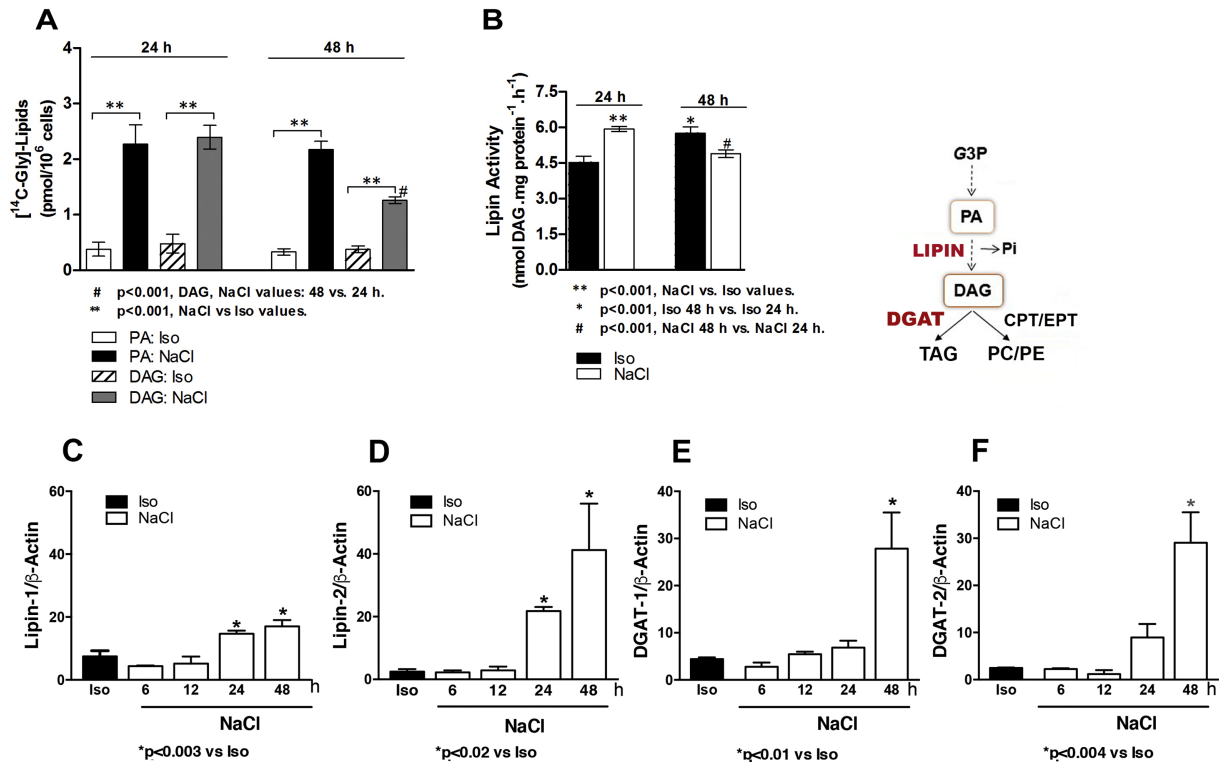 A
24 h
48 h
[¹⁴C-Gly]-Lipids
(pmol/10⁶ cells)
4
3
2
1
0
**
**
**
**
#
# p<0.001, DAG, NaCl values: 48 vs. 24 h.
** p<0.001, NaCl vs Iso values.
PA: Iso
PA: NaCl
DAG: Iso
DAG: NaCl
B
24 h
48 h
Lipin Activity
(nmol DAG.mg protein⁻¹.h⁻¹)
7.5
6.0
4.5
3.0
1.5
0.0
**
*
#
** p<0.001, NaCl vs. Iso values.
* p<0.001, Iso 48 h vs. Iso 24 h.
# p<0.001, NaCl 48 h vs. NaCl 24 h.
Iso
NaCl
G3P
PA
LIPIN
Pi
DAG
DGAT
CPT/EPT
TAG
PC/PE
C
Lipin-1/β-Actin
60
40
20
0
Iso
NaCl
*
*
Iso 6 12 24 48 h
NaCl
*p<0.003 vs Iso
D
Lipin-2/β-Actin
60
40
20
0
Iso
NaCl
*
*
Iso 6 12 24 48 h
NaCl
*p<0.02 vs Iso
E
DGAT-1/β-Actin
40
30
20
10
0
Iso
NaCl
*
Iso 6 12 24 48 h
NaCl
*p<0.01 vs Iso
F
DGAT-2/β-Actin
40
30
20
10
0
Iso
NaCl
*
Iso 6 12 24 48 h
NaCl
*p<0.004 vs Iso